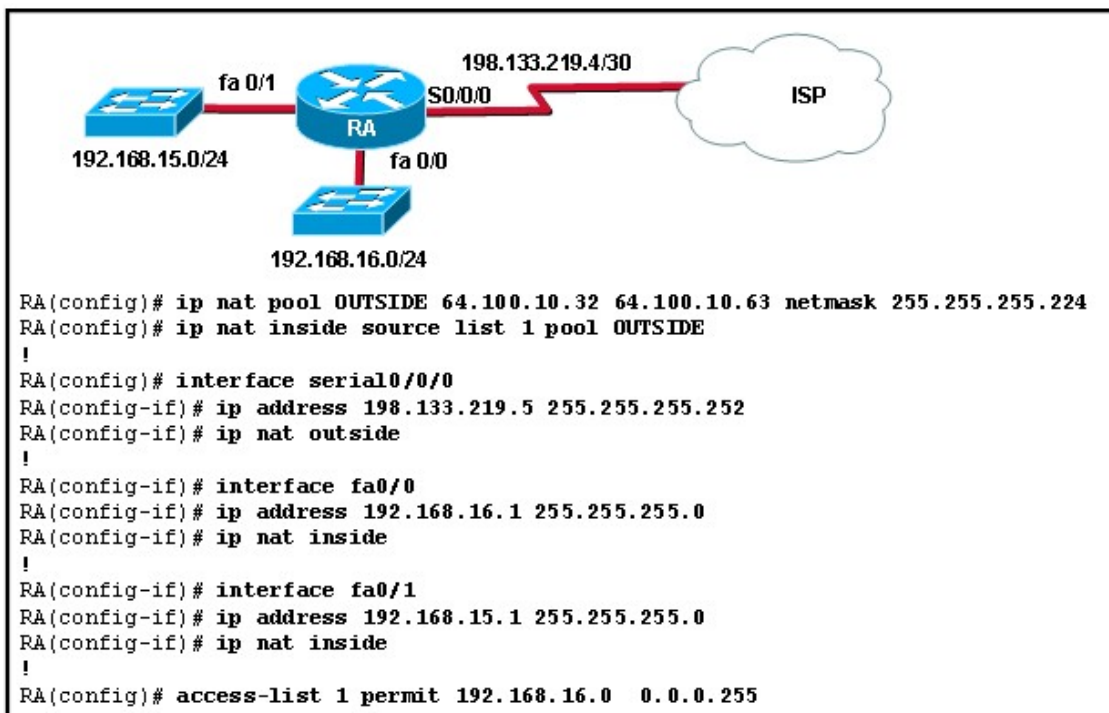 198.133.219.4/30
fa 0/1
S0/0/0
ISP
RA
192.168.15.0/24
fa 0/0
192.168.16.0/24
RA(config)# ip nat pool OUTSIDE 64.100.10.32 64.100.10.63 netmask 255.255.255.224
RA(config)# ip nat inside source list 1 pool OUTSIDE
!
RA(config)# interface serial0/0/0
RA(config-if)# ip address 198.133.219.5 255.255.255.252
RA(config-if)# ip nat outside
!
RA(config-if)# interface fa0/0
RA(config-if)# ip address 192.168.16.1 255.255.255.0
RA(config-if)# ip nat inside
!
RA(config-if)# interface fa0/1
RA(config-if)# ip address 192.168.15.1 255.255.255.0
RA(config-if)# ip nat inside
!
RA(config)# access-list 1 permit 192.168.16.0  0.0.0.255